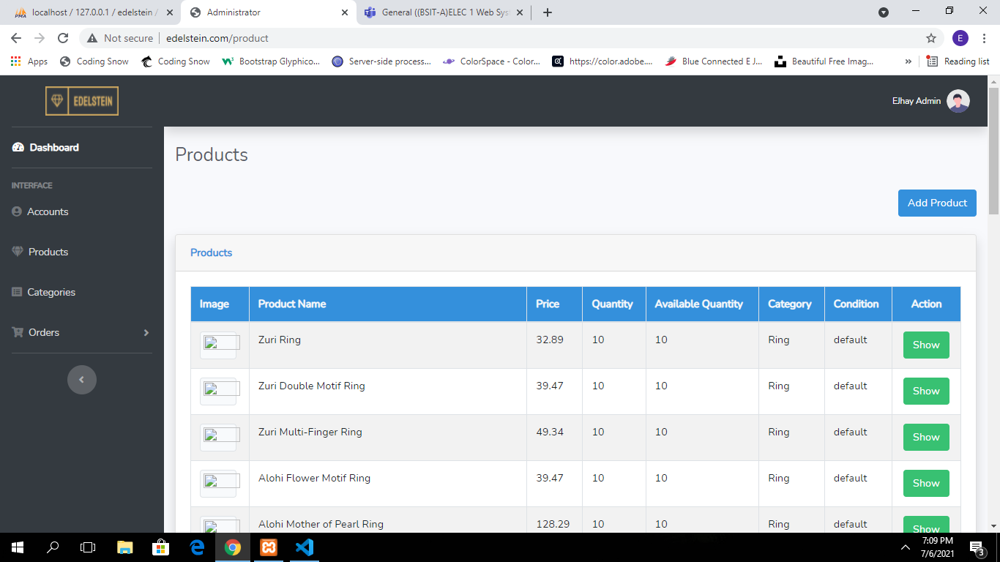 localhost / 127.0.0.1 / edelstein /
Administrator
General ((BSIT-A)ELEC 1 Web Sys
Not secure
edelstein.com/product
E
Apps
Coding Snow
Coding Snow
Bootstrap Glyphico...
Server-side process...
ColorSpace - Color...
https://color.adobe....
Blue Connected E J...
Beautiful Free Imag...
»
Reading list
EDELSTEIN
Elhay Admin
Dashboard
INTERFACE
Accounts
Products
Categories
Orders
Products
Add Product
Products
Image Product Name Price Quantity Available Quantity Category Condition Action
Zuri Ring 32.89 10 10 Ring default Show
Zuri Double Motif Ring 39.47 10 10 Ring default Show
Zuri Multi-Finger Ring 49.34 10 10 Ring default Show
Alohi Flower Motif Ring 39.47 10 10 Ring default Show
Alohi Mother of Pearl Ring 128.29 10 10 Ring default Show
7:09 PM
7/6/2021
3